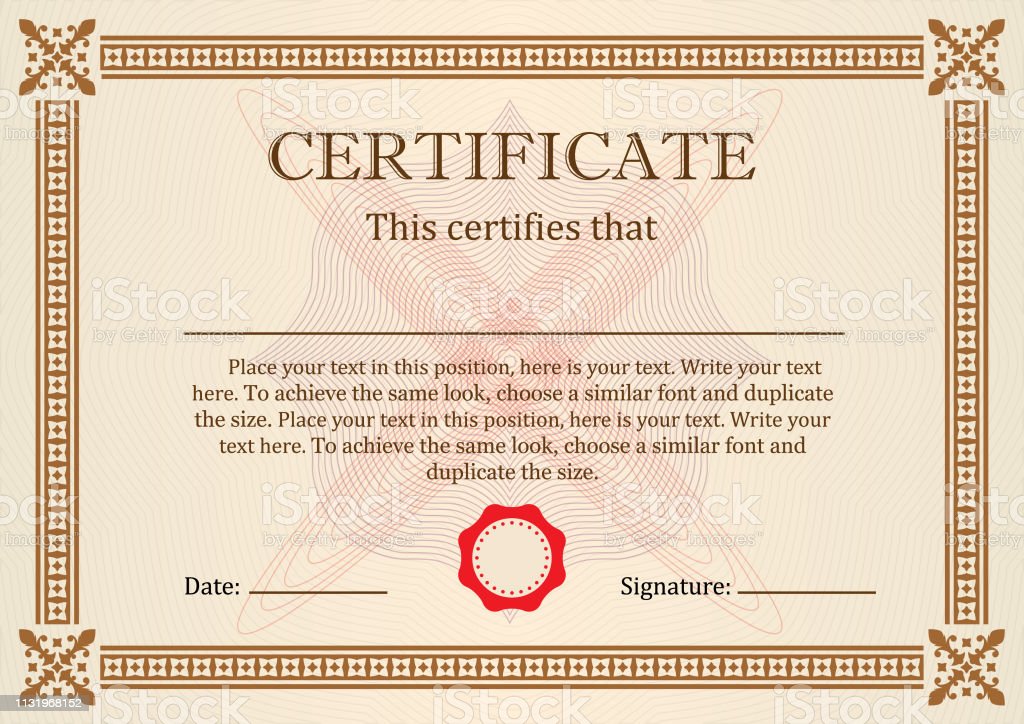 CERTIFICATE
This certifies that
Place your text in this position, here is your text. Write your text
here. To achieve the same look, choose a similar font and duplicate
the size. Place your text in this position, here is your text. Write your
text here. To achieve the same look, choose a similar font and
duplicate the size.
Date:
Signature:
iStock
by Getty Images™
1131968152